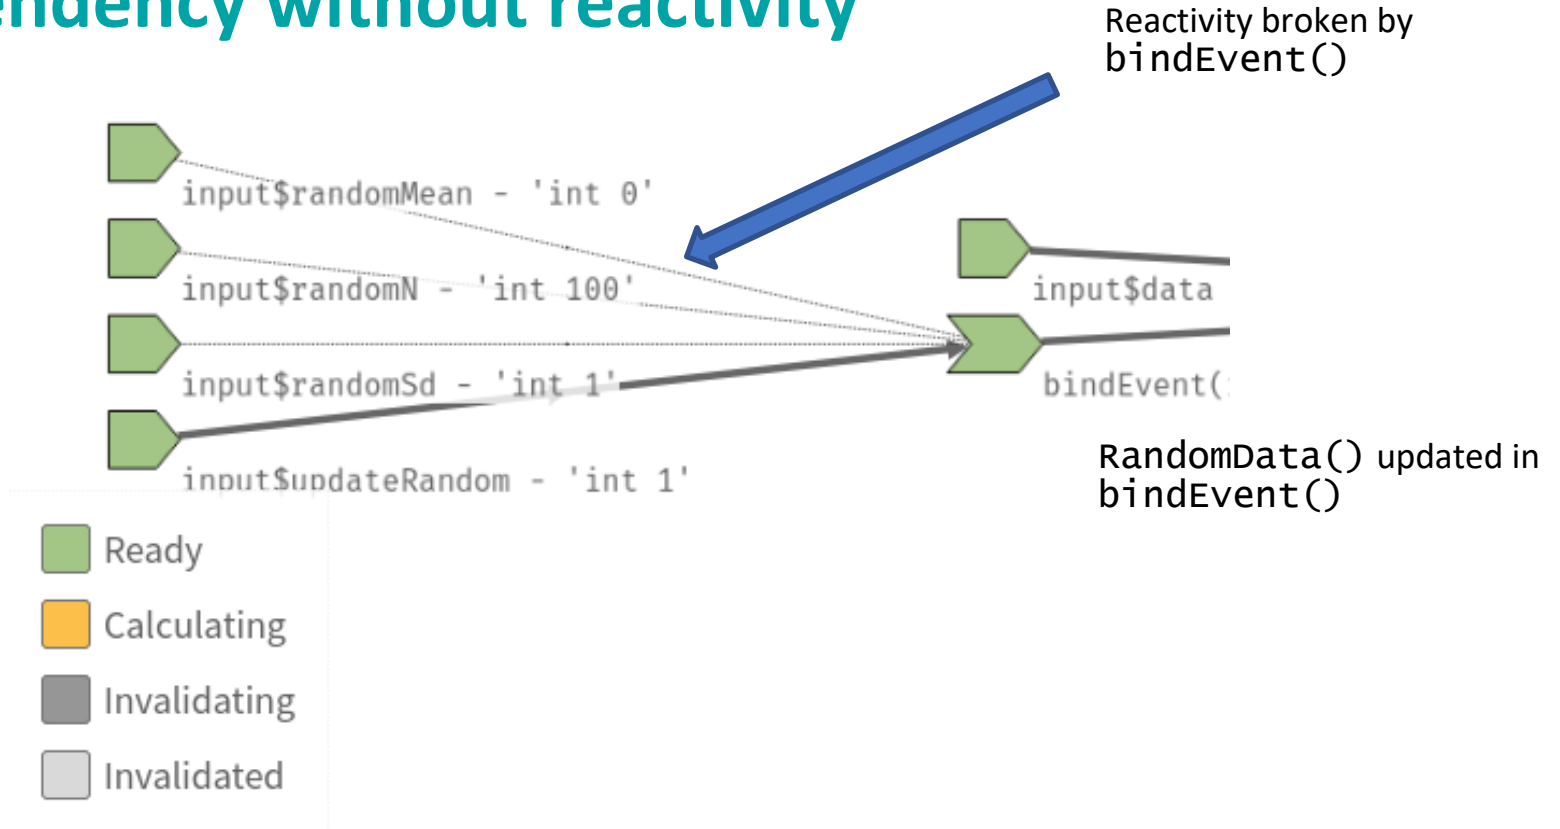 without reactivity
Reactivity broken by
bindEvent()
input$randomMean - 'int 0'
input$randomN - 'int 100'
input$data
input$randomSd - 'int 1'
bindEvent(
input$updateRandom - 'int 1'
RandomData() updated in
bindEvent()
Ready
Calculating
Invalidating
Invalidated